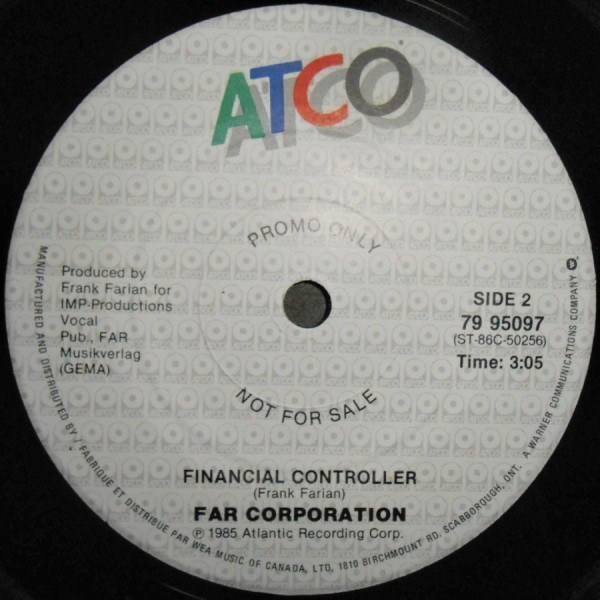 ATCO
PROMO ONLY
Produced by
Frank Farian for
IMP-Productions
Vocal
Pub., FAR
Musikverlag
(GEMA)
SIDE 2
79 95097
(ST-86C-50256)
Time: 3:05
NOT FOR SALE
FINANCIAL CONTROLLER
(Frank Farian)
FAR CORPORATION
℗ 1985 Atlantic Recording Corp.
MANUFACTURED AND DISTRIBUTED BY / FABRIQUE ET DISTRIBUE PAR WEA MUSIC OF CANADA, LTD, 1810 BIRCHMOUNT RD. SCARBOROUGH, ONT. A WARNER COMMUNICATIONS COMPANY